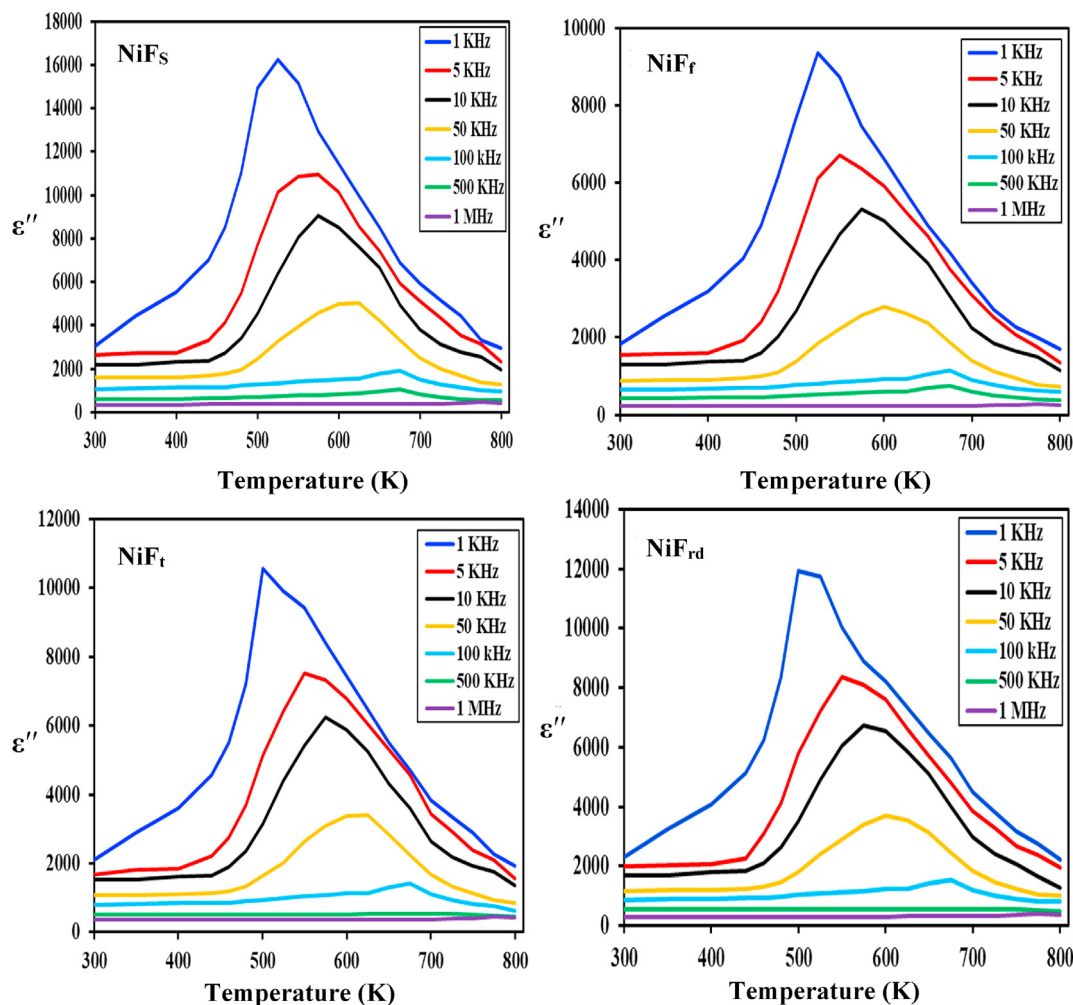 NiFS
18000
16000
14000
12000
10000
8000
6000
4000
2000
0
ε′′
1 KHz
5 KHz
10 KHz
50 KHz
100 kHz
500 KHz
1 MHz
300 400 500 600 700 800
Temperature (K)
NiFf
10000
8000
6000
4000
2000
0
ε′′
1 KHz
5 KHz
10 KHz
50 KHz
100 kHz
500 KHz
1 MHz
300 400 500 600 700 800
Temperature (K)
NiFt
12000
10000
8000
6000
4000
2000
0
ε′′
1 KHz
5 KHz
10 KHz
50 KHz
100 kHz
500 KHz
1 MHz
300 400 500 600 700 800
Temperature (K)
NiFrd
14000
12000
10000
8000
6000
4000
2000
0
ε′′
1 KHz
5 KHz
10 KHz
50 KHz
100 kHz
500 KHz
1 MHz
300 400 500 600 700 800
Temperature (K)